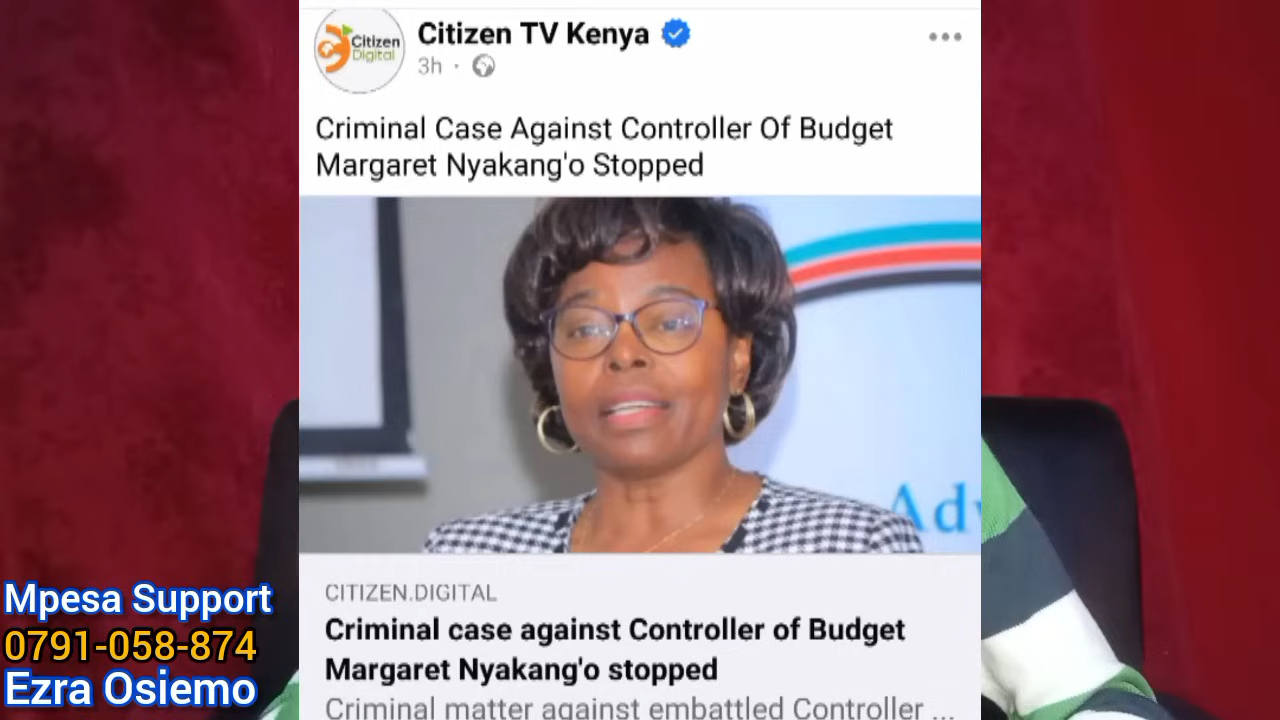 Citizen
Digital
Citizen TV Kenya
3h ·
Criminal Case Against Controller Of Budget
Margaret Nyakang'o Stopped
Adv
CITIZEN.DIGITAL
Criminal case against Controller of Budget
Margaret Nyakang'o stopped
Criminal matter against embattled Controller ...
Mpesa Support
0791-058-874
Ezra Osiemo